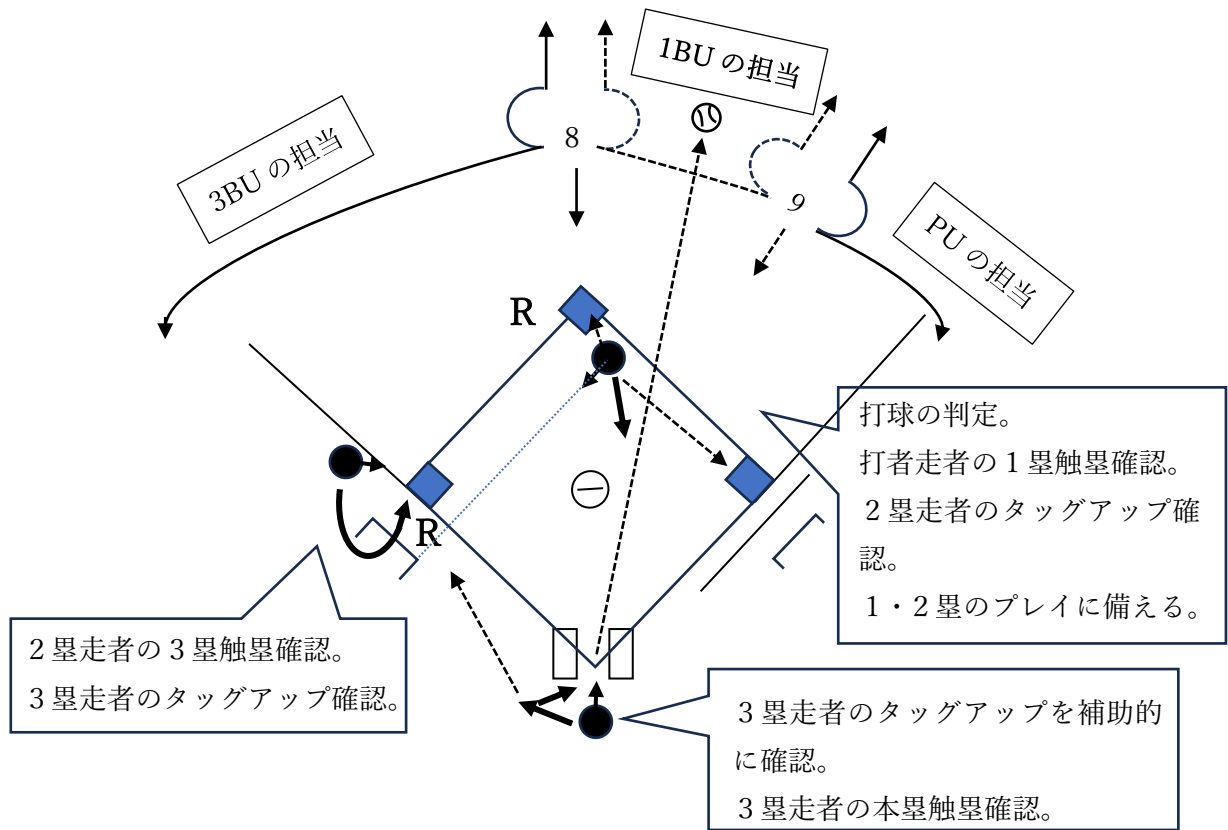 1BU の担当
3BU の担当
8
9
PU の担当
R
R
打球の判定。
打者走者の１塁触塁確認。
２塁走者のタッグアップ確
認。
１・２塁のプレイに備える。
２塁走者の３塁触塁確認。
３塁走者のタッグアップ確認。
３塁走者のタッグアップを補助的
に確認。
３塁走者の本塁触塁確認。